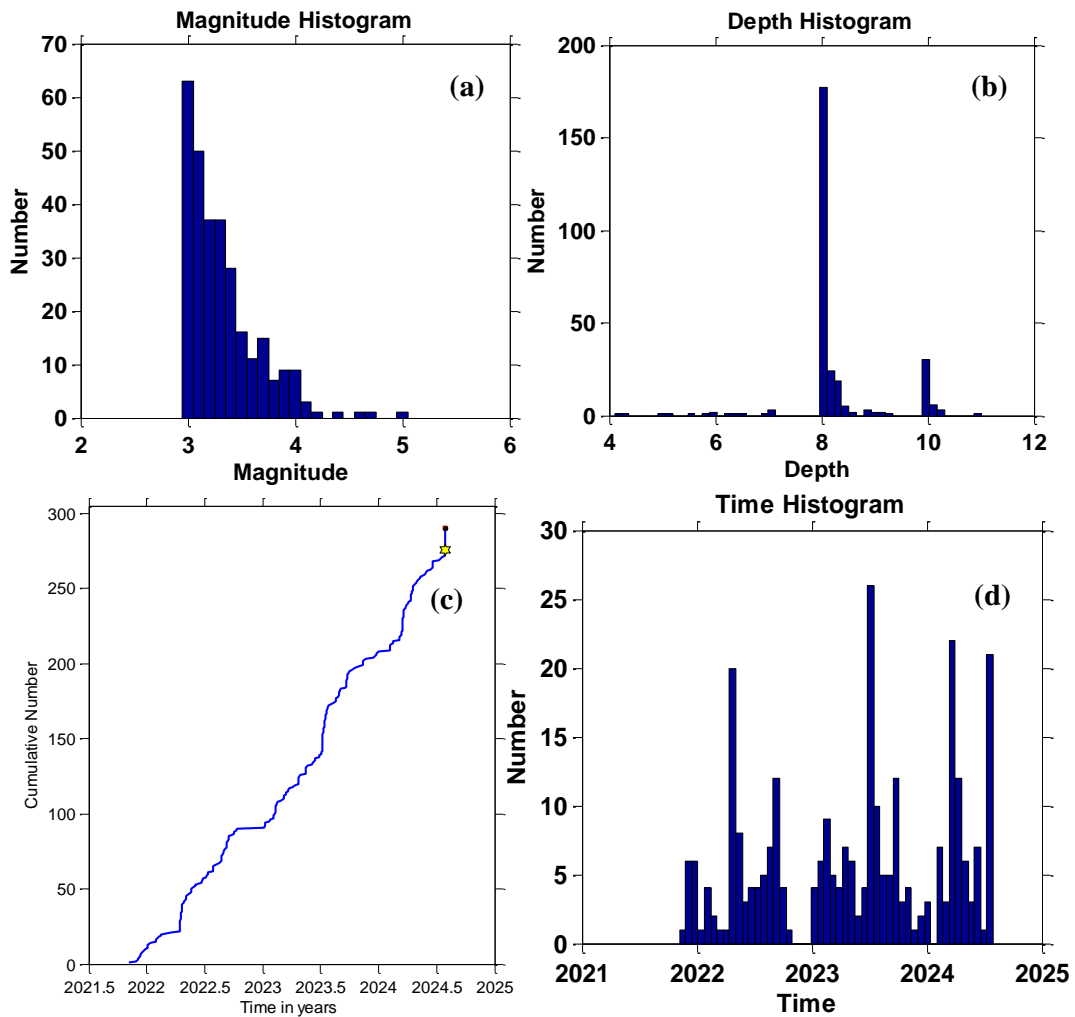 Magnitude Histogram
70
60
50
40
30
20
10
0
Number
(a)
2
3
4
5
6
Magnitude
Depth Histogram
200
150
100
50
0
Number
(b)
4
6
8
10
12
Depth
300
250
200
150
100
50
0
Cumulative Number
(c)
2021.5 2022 2022.5 2023 2023.5 2024 2024.5 2025
Time in years
Time Histogram
30
25
20
15
10
5
0
Number
(d)
2021
2022
2023
2024
2025
Time